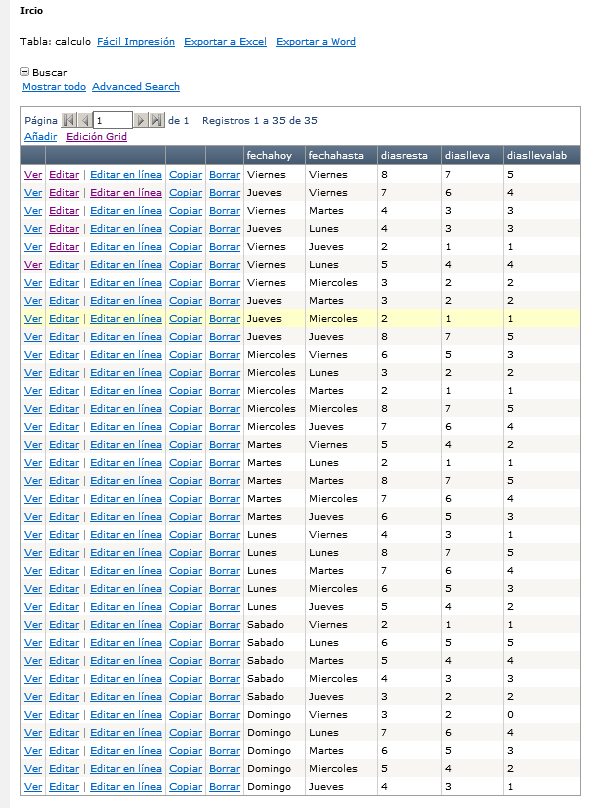 Ircio
Tabla: calculo Fácil Impresión Exportar a Excel Exportar a Word
Buscar
Mostrar todo Advanced Search
Página 1 de 1 Registros 1 a 35 de 35
Añadir Edición Grid
fechahoy fechahasta diasresta diaslleva diasllevalab
Ver Editar | Editar en línea Copiar Borrar Viernes Viernes 8 7 5
Ver Editar | Editar en línea Copiar Borrar Jueves Viernes 7 6 4
Ver Editar | Editar en línea Copiar Borrar Viernes Martes 4 3 3
Ver Editar | Editar en línea Copiar Borrar Jueves Lunes 4 3 3
Ver Editar | Editar en línea Copiar Borrar Viernes Jueves 2 1 1
Ver Editar | Editar en línea Copiar Borrar Viernes Lunes 5 4 4
Ver Editar | Editar en línea Copiar Borrar Viernes Miercoles 3 2 2
Ver Editar | Editar en línea Copiar Borrar Jueves Martes 3 2 2
Ver Editar | Editar en línea Copiar Borrar Jueves Miercoles 2 1 1
Ver Editar | Editar en línea Copiar Borrar Jueves Jueves 8 7 5
Ver Editar | Editar en línea Copiar Borrar Miercoles Viernes 6 5 3
Ver Editar | Editar en línea Copiar Borrar Miercoles Lunes 3 2 2
Ver Editar | Editar en línea Copiar Borrar Miercoles Martes 2 1 1
Ver Editar | Editar en línea Copiar Borrar Miercoles Miercoles 8 7 5
Ver Editar | Editar en línea Copiar Borrar Miercoles Jueves 7 6 4
Ver Editar | Editar en línea Copiar Borrar Martes Viernes 5 4 2
Ver Editar | Editar en línea Copiar Borrar Martes Lunes 2 1 1
Ver Editar | Editar en línea Copiar Borrar Martes Martes 8 7 5
Ver Editar | Editar en línea Copiar Borrar Martes Miercoles 7 6 4
Ver Editar | Editar en línea Copiar Borrar Martes Jueves 6 5 3
Ver Editar | Editar en línea Copiar Borrar Lunes Viernes 4 3 1
Ver Editar | Editar en línea Copiar Borrar Lunes Lunes 8 7 5
Ver Editar | Editar en línea Copiar Borrar Lunes Martes 7 6 4
Ver Editar | Editar en línea Copiar Borrar Lunes Miercoles 6 5 3
Ver Editar | Editar en línea Copiar Borrar Lunes Jueves 5 4 2
Ver Editar | Editar en línea Copiar Borrar Sabado Viernes 2 1 1
Ver Editar | Editar en línea Copiar Borrar Sabado Lunes 6 5 5
Ver Editar | Editar en línea Copiar Borrar Sabado Martes 5 4 4
Ver Editar | Editar en línea Copiar Borrar Sabado Miercoles 4 3 3
Ver Editar | Editar en línea Copiar Borrar Sabado Jueves 3 2 2
Ver Editar | Editar en línea Copiar Borrar Domingo Viernes 3 2 0
Ver Editar | Editar en línea Copiar Borrar Domingo Lunes 7 6 4
Ver Editar | Editar en línea Copiar Borrar Domingo Martes 6 5 3
Ver Editar | Editar en línea Copiar Borrar Domingo Miercoles 5 4 2
Ver Editar | Editar en línea Copiar Borrar Domingo Jueves 4 3 1